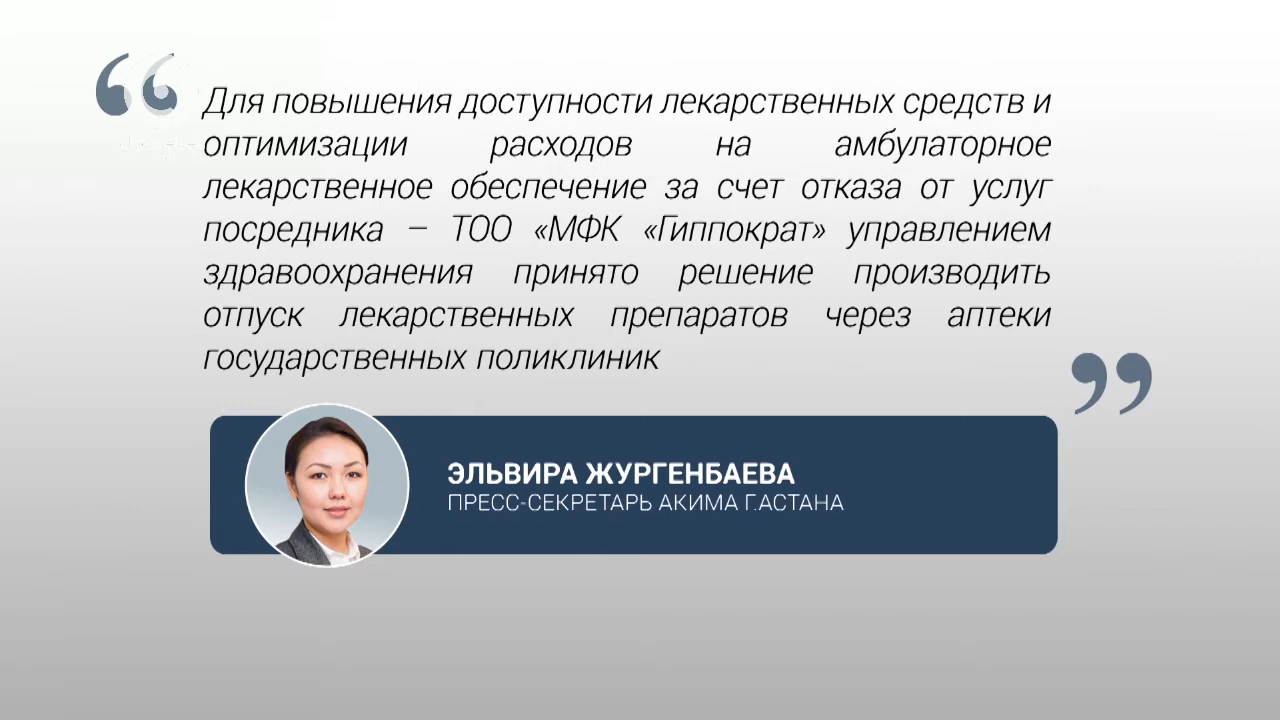 Для повышения доступности лекарственных средств и
оптимизации расходов на амбулаторное
лекарственное обеспечение за счет отказа от услуг
посредника – ТОО «МФК «Гиппократ» управлением
здравоохранения принято решение производить
отпуск лекарственных препаратов через аптеки
государственных поликлиник
ЭЛЬВИРА ЖУРГЕНБАЕВА
ПРЕСС-СЕКРЕТАРЬ АКИМА Г.АСТАНА